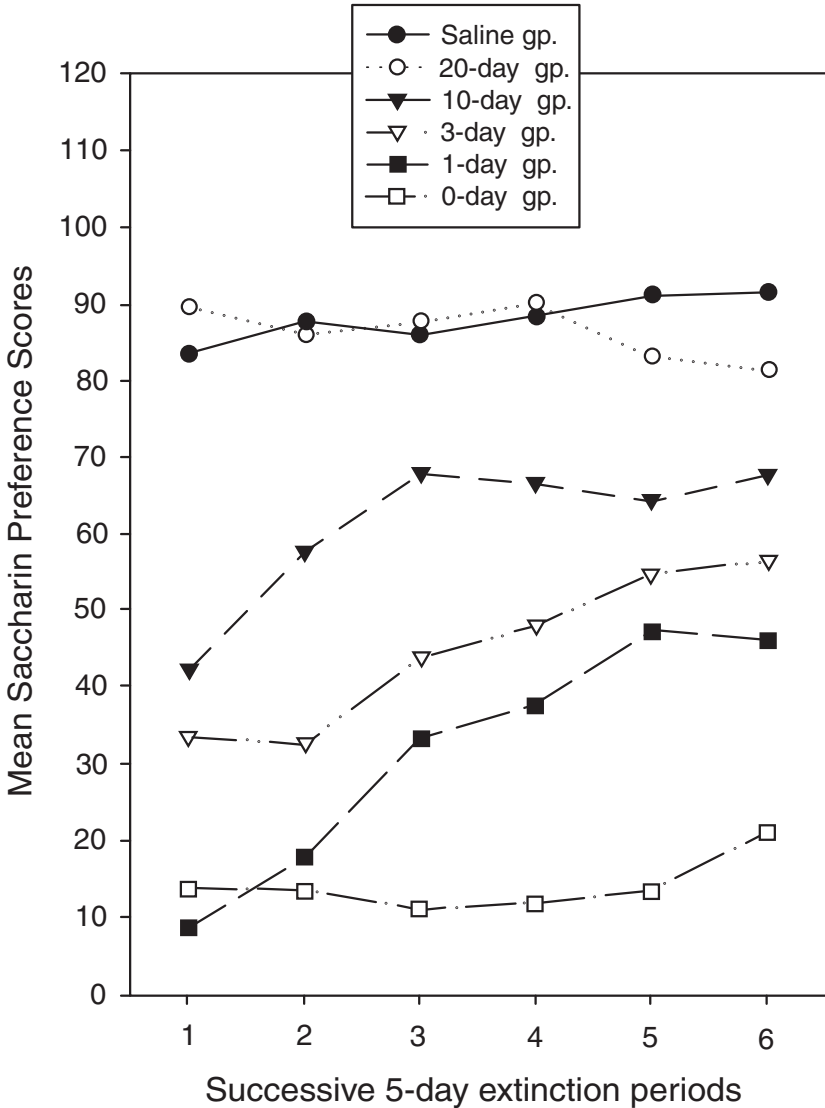 Saline gp.
20-day gp.
10-day gp.
3-day gp.
1-day gp.
0-day gp.
120
110
100
90
80
70
60
50
40
30
20
10
0
Mean Saccharin Preference Scores
1 2 3 4 5 6
Successive 5-day extinction periods